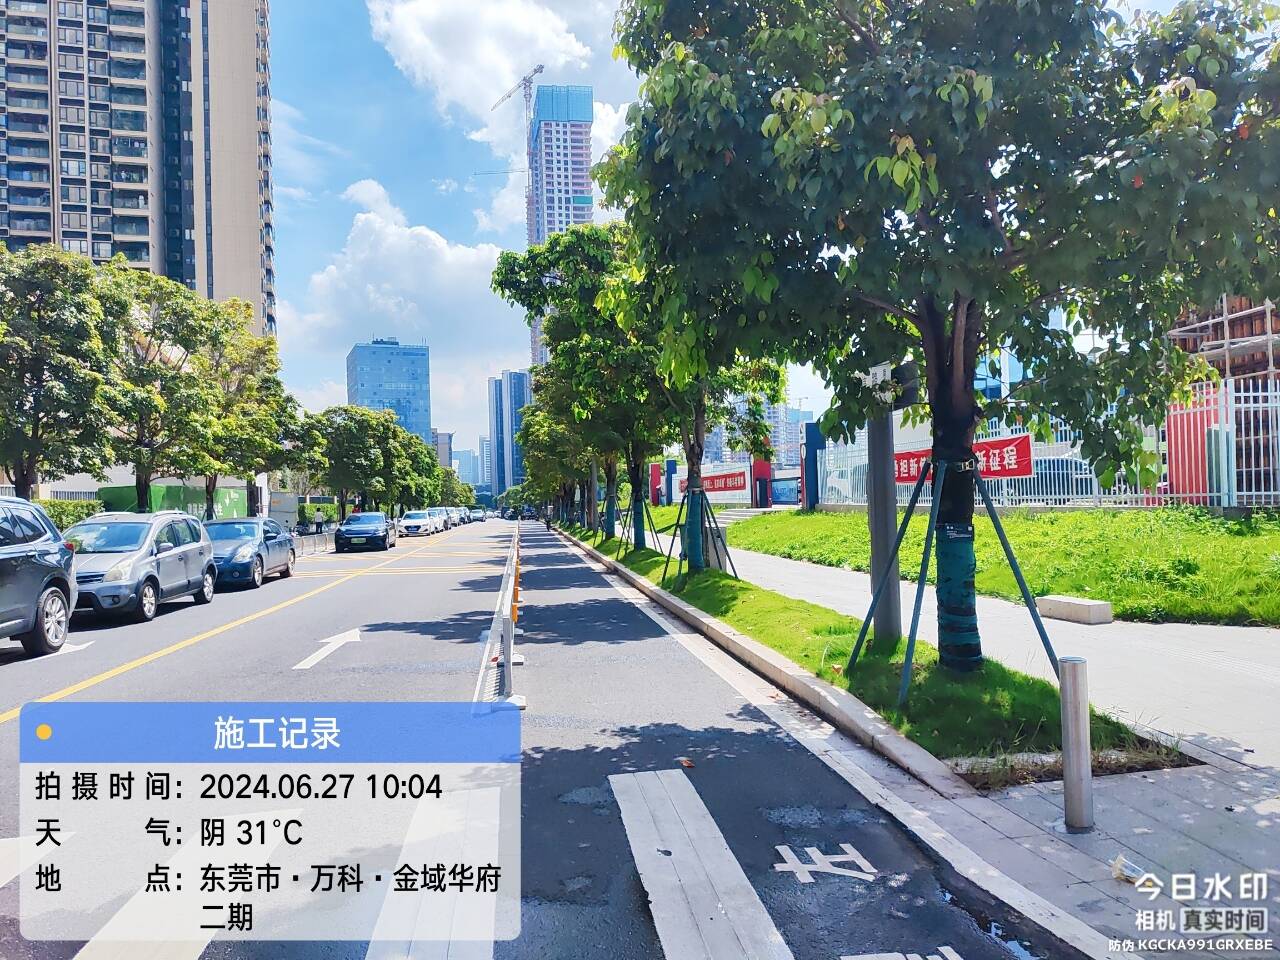 担新
新征程
施工记录
拍摄时间：2024.06.27 10:04
天气：阴 31°C
地点：东莞市·万科·金域华府
二期
今日水印
相机 真实时间
防伪 KGCKA991GRXEBE